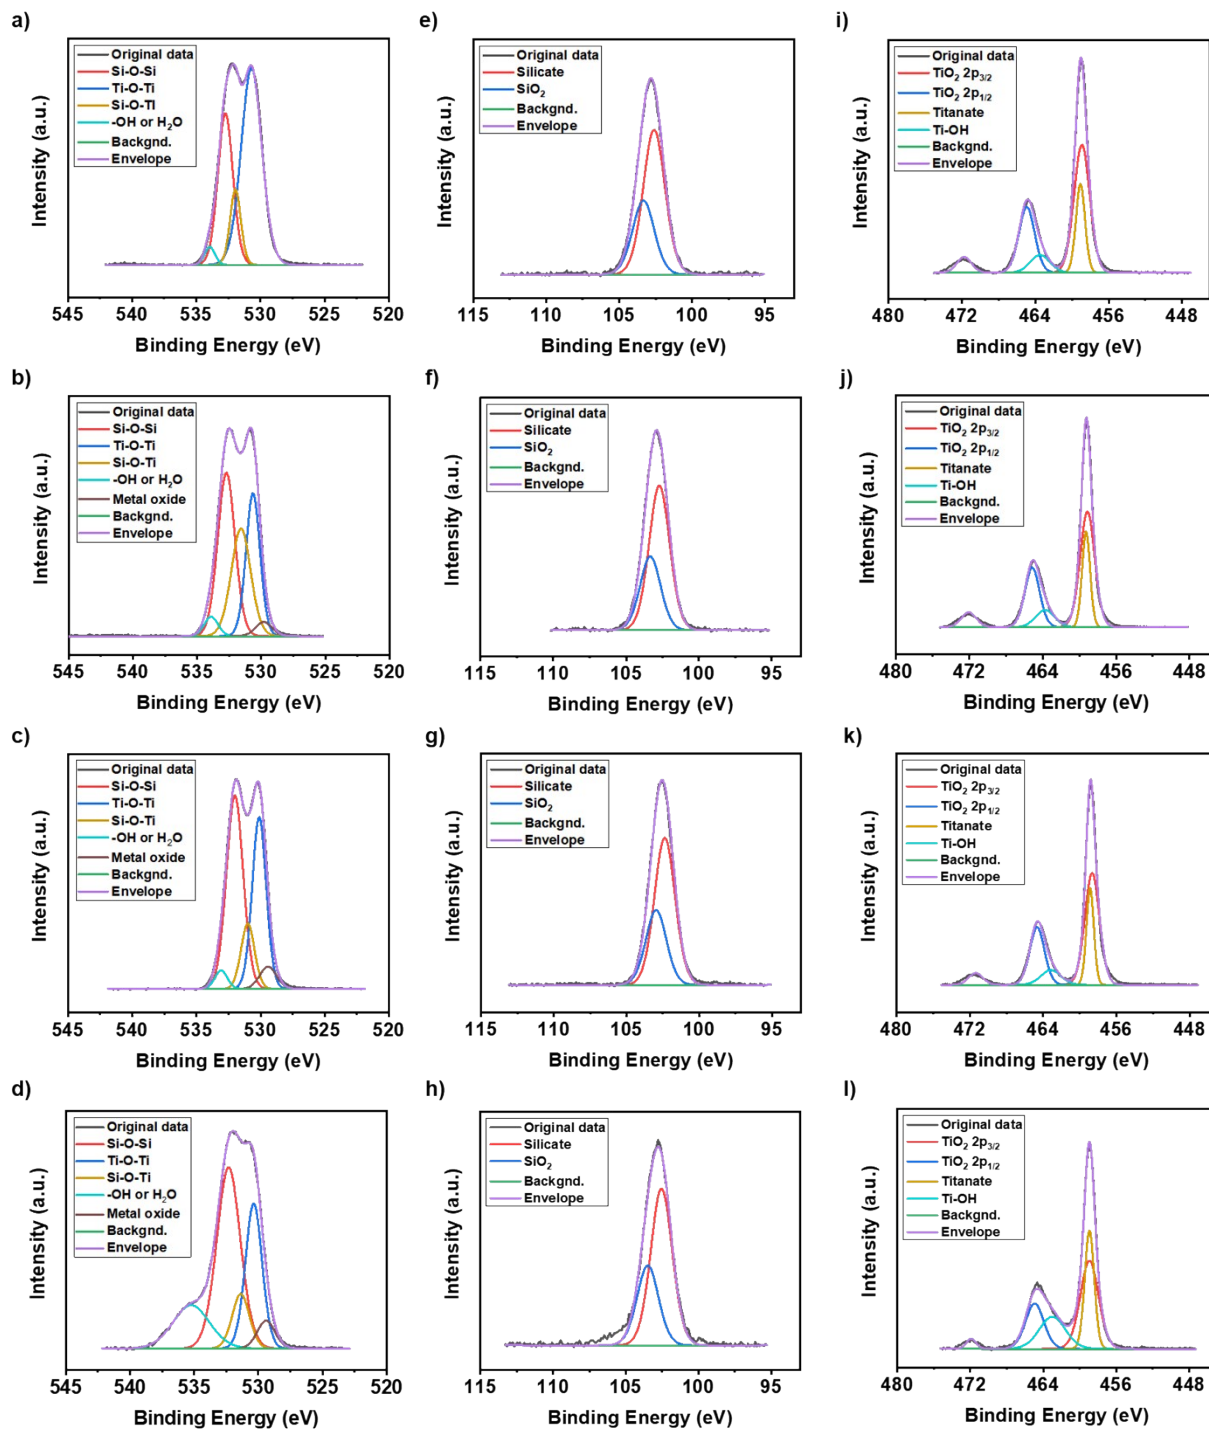 a)
Original data
Si-O-Si
Ti-O-Ti
Si-O-Ti
-OH or H2O
Backgnd.
Envelope
Intensity (a.u.)
545 540 535 530 525 520
Binding Energy (eV)
e)
Original data
Silicate
SiO2
Backgnd.
Envelope
Intensity (a.u.)
115 110 105 100 95
Binding Energy (eV)
i)
Original data
TiO2 2p3/2
TiO2 2p1/2
Titanate
Ti-OH
Backgnd.
Envelope
Intensity (a.u.)
480 472 464 456 448
Binding Energy (eV)
b)
Original data
Si-O-Si
Ti-O-Ti
Si-O-Ti
-OH or H2O
Metal oxide
Backgnd.
Envelope
Intensity (a.u.)
545 540 535 530 525 520
Binding Energy (eV)
f)
Original data
Silicate
SiO2
Backgnd.
Envelope
Intensity (a.u.)
115 110 105 100 95
Binding Energy (eV)
j)
Original data
TiO2 2p3/2
TiO2 2p1/2
Titanate
Ti-OH
Backgnd.
Envelope
Intensity (a.u.)
480 472 464 456 448
Binding Energy (eV)
c)
Original data
Si-O-Si
Ti-O-Ti
Si-O-Ti
-OH or H2O
Metal oxide
Backgnd.
Envelope
Intensity (a.u.)
545 540 535 530 525 520
Binding Energy (eV)
g)
Original data
Silicate
SiO2
Backgnd.
Envelope
Intensity (a.u.)
115 110 105 100 95
Binding Energy (eV)
k)
Original data
TiO2 2p3/2
TiO2 2p1/2
Titanate
Ti-OH
Backgnd.
Envelope
Intensity (a.u.)
480 472 464 456 448
Binding Energy (eV)
d)
Original data
Si-O-Si
Ti-O-Ti
Si-O-Ti
-OH or H2O
Metal oxide
Backgnd.
Envelope
Intensity (a.u.)
545 540 535 530 525 520
Binding Energy (eV)
h)
Original data
Silicate
SiO2
Backgnd.
Envelope
Intensity (a.u.)
115 110 105 100 95
Binding Energy (eV)
l)
Original data
TiO2 2p3/2
TiO2 2p1/2
Titanate
Ti-OH
Backgnd.
Envelope
Intensity (a.u.)
480 472 464 456 448
Binding Energy (eV)